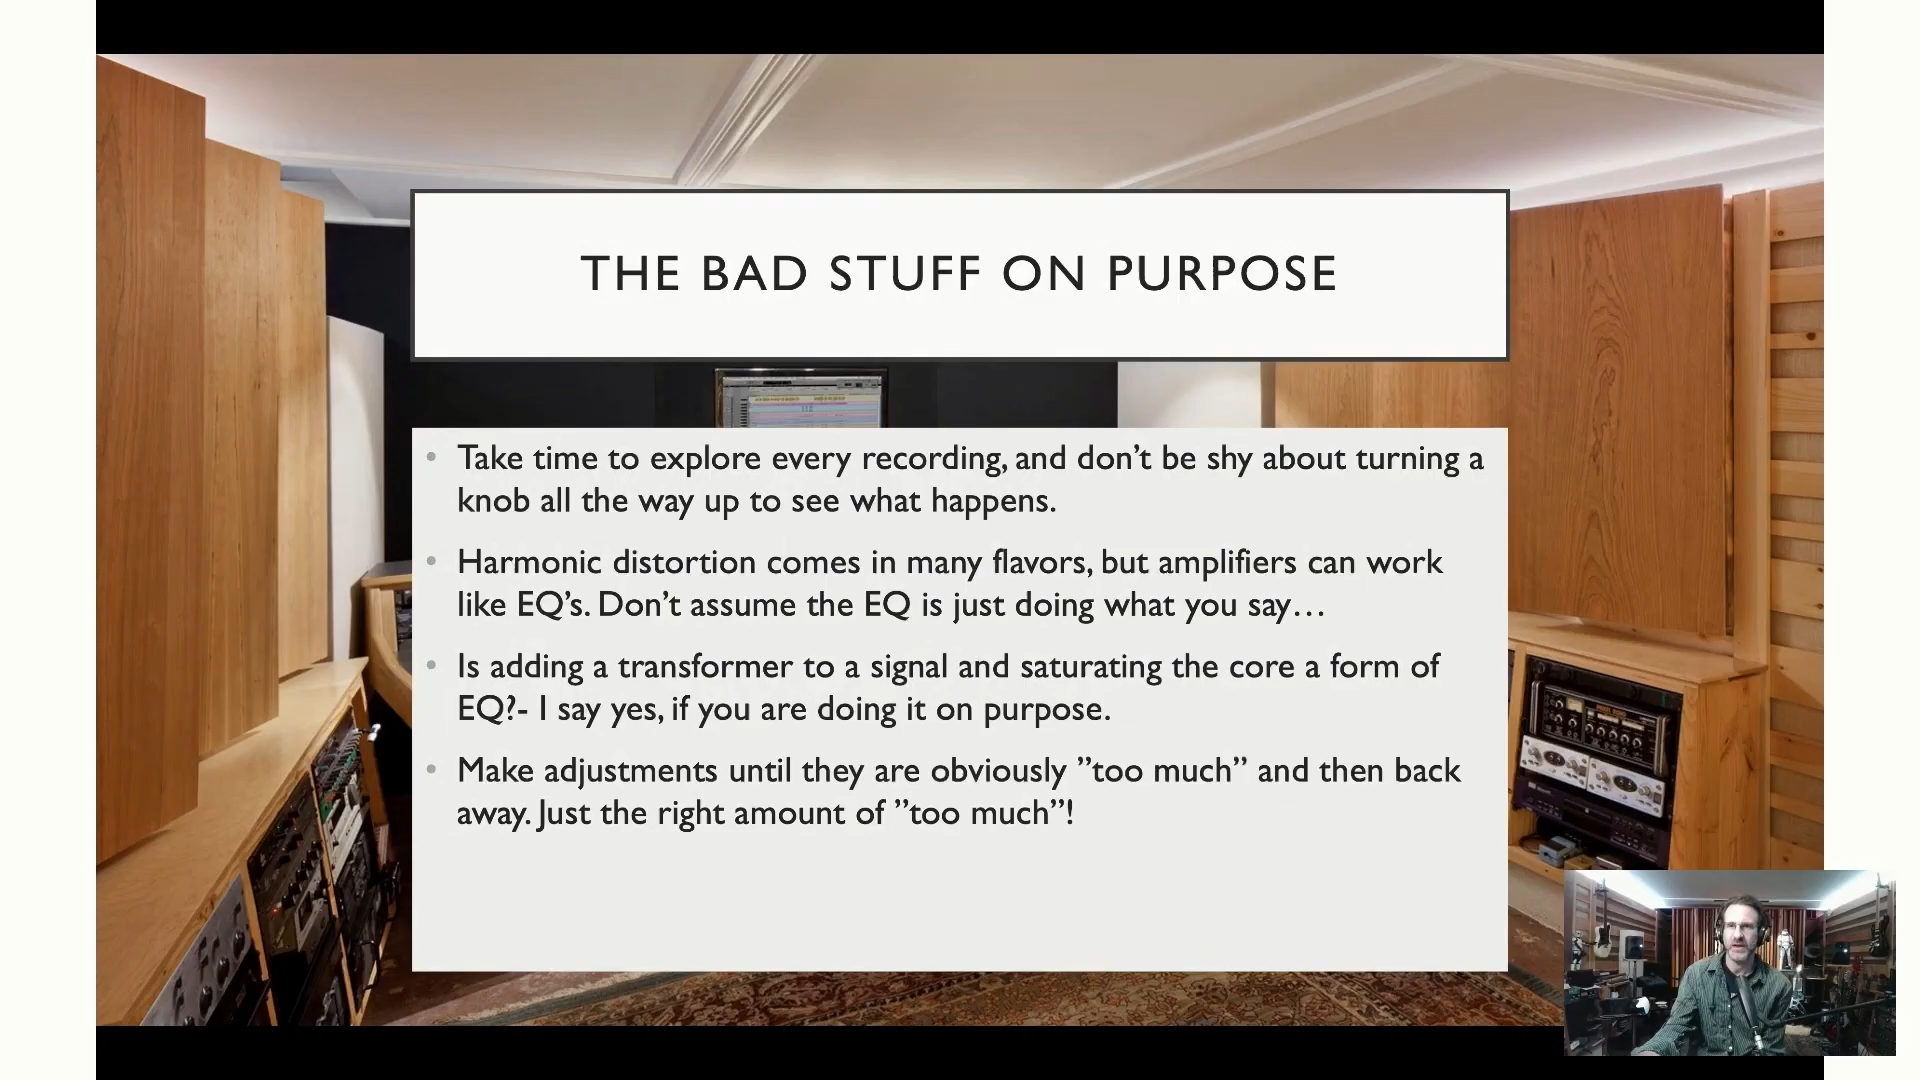 THE BAD STUFF ON PURPOSE
• Take time to explore every recording, and don’t be shy about turning a
knob all the way up to see what happens.
• Harmonic distortion comes in many flavors, but amplifiers can work
like EQ’s. Don’t assume the EQ is just doing what you say…
• Is adding a transformer to a signal and saturating the core a form of
EQ?- I say yes, if you are doing it on purpose.
• Make adjustments until they are obviously ”too much” and then back
away. Just the right amount of ”too much”!